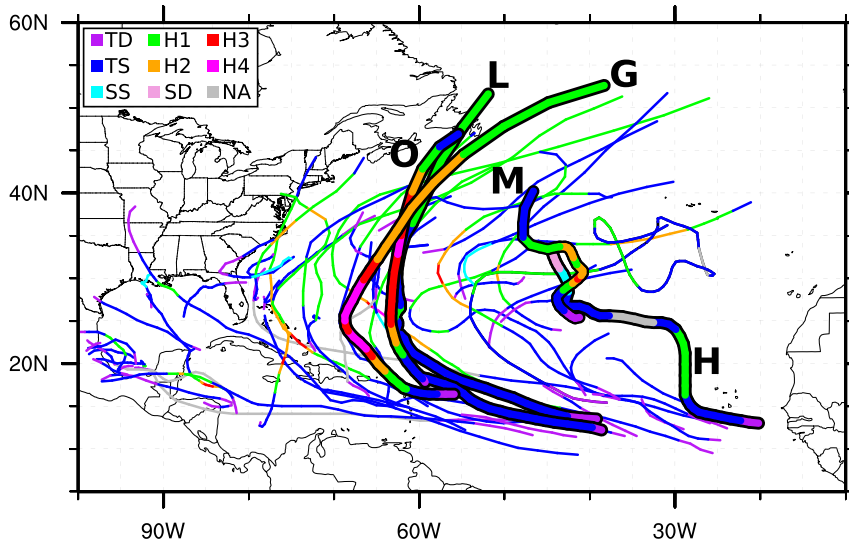 60N
TD H1 H3
TS H2 H4
SS SD NA
L
G
O
M
40N
20N
H
90W 60W 30W